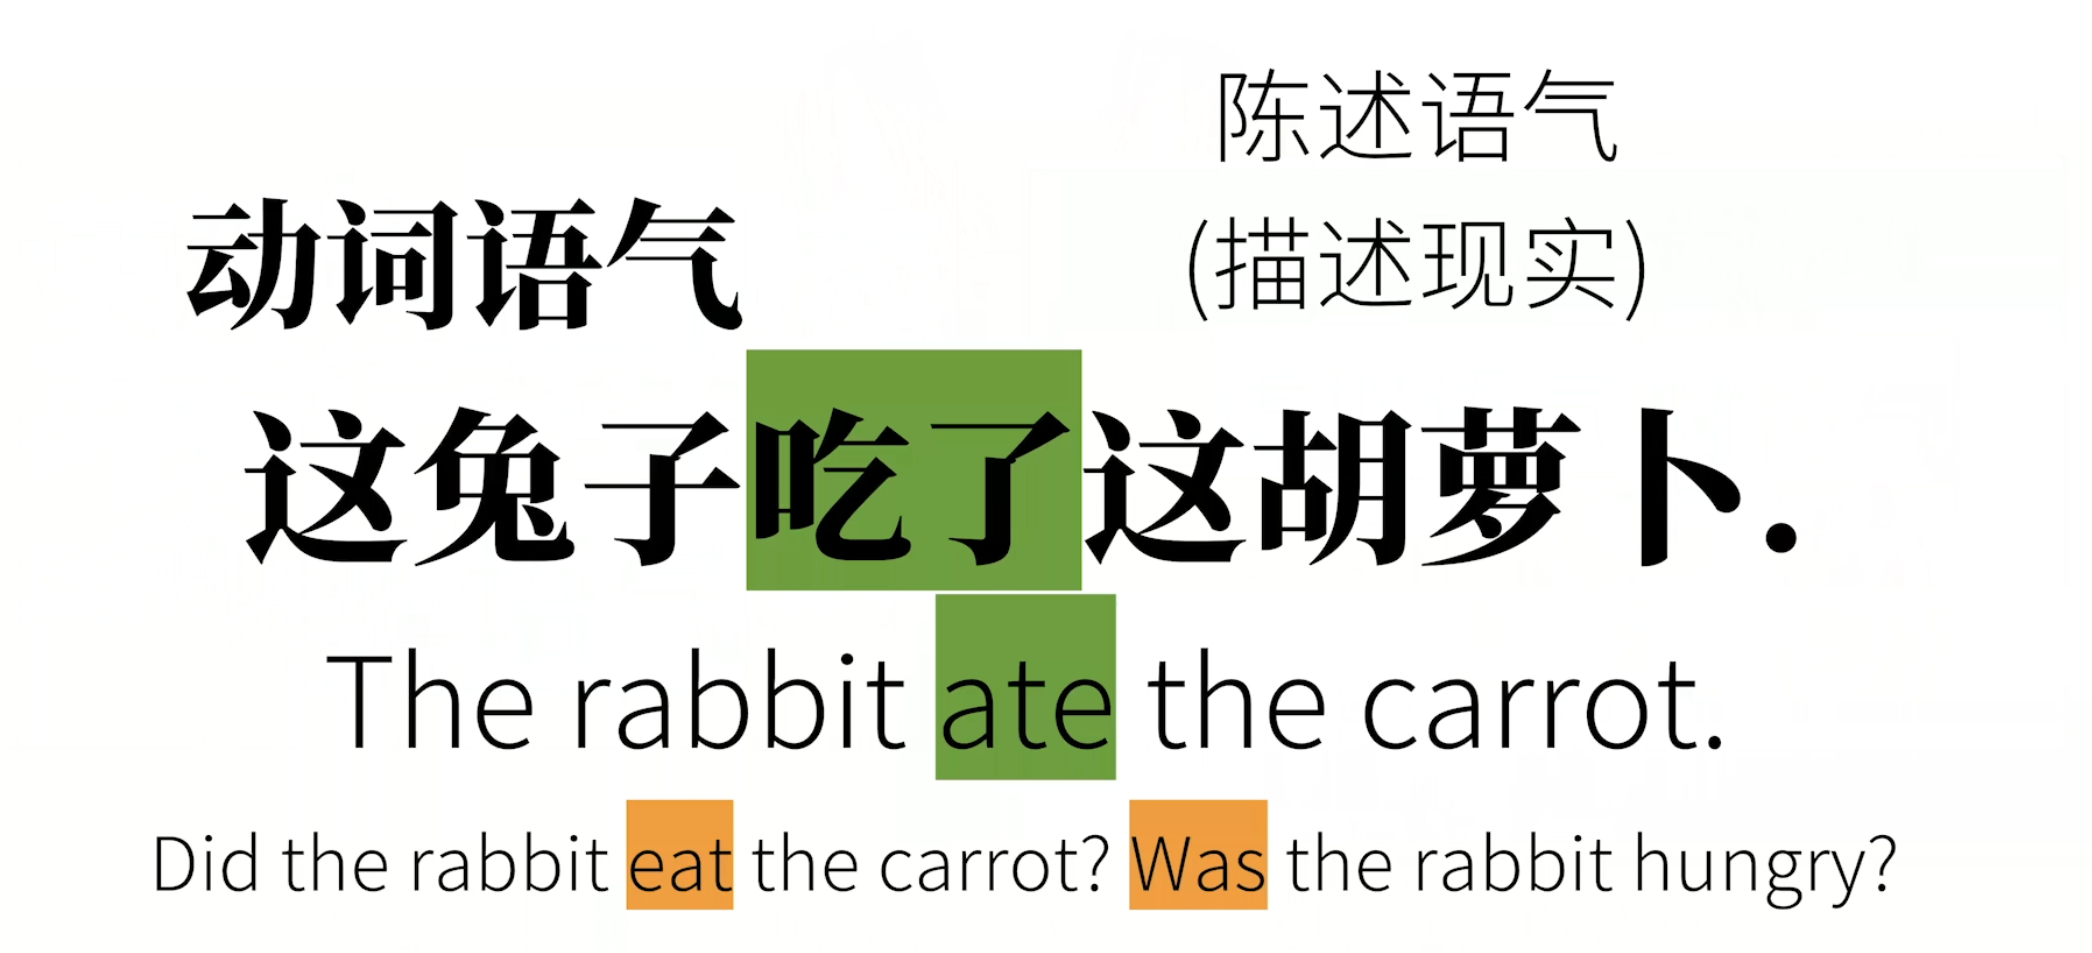 陈述语气
(描述现实)
动词语气
这兔子吃了这胡萝卜.
The rabbit ate the carrot.
Did the rabbit eat the carrot? Was the rabbit hungry?